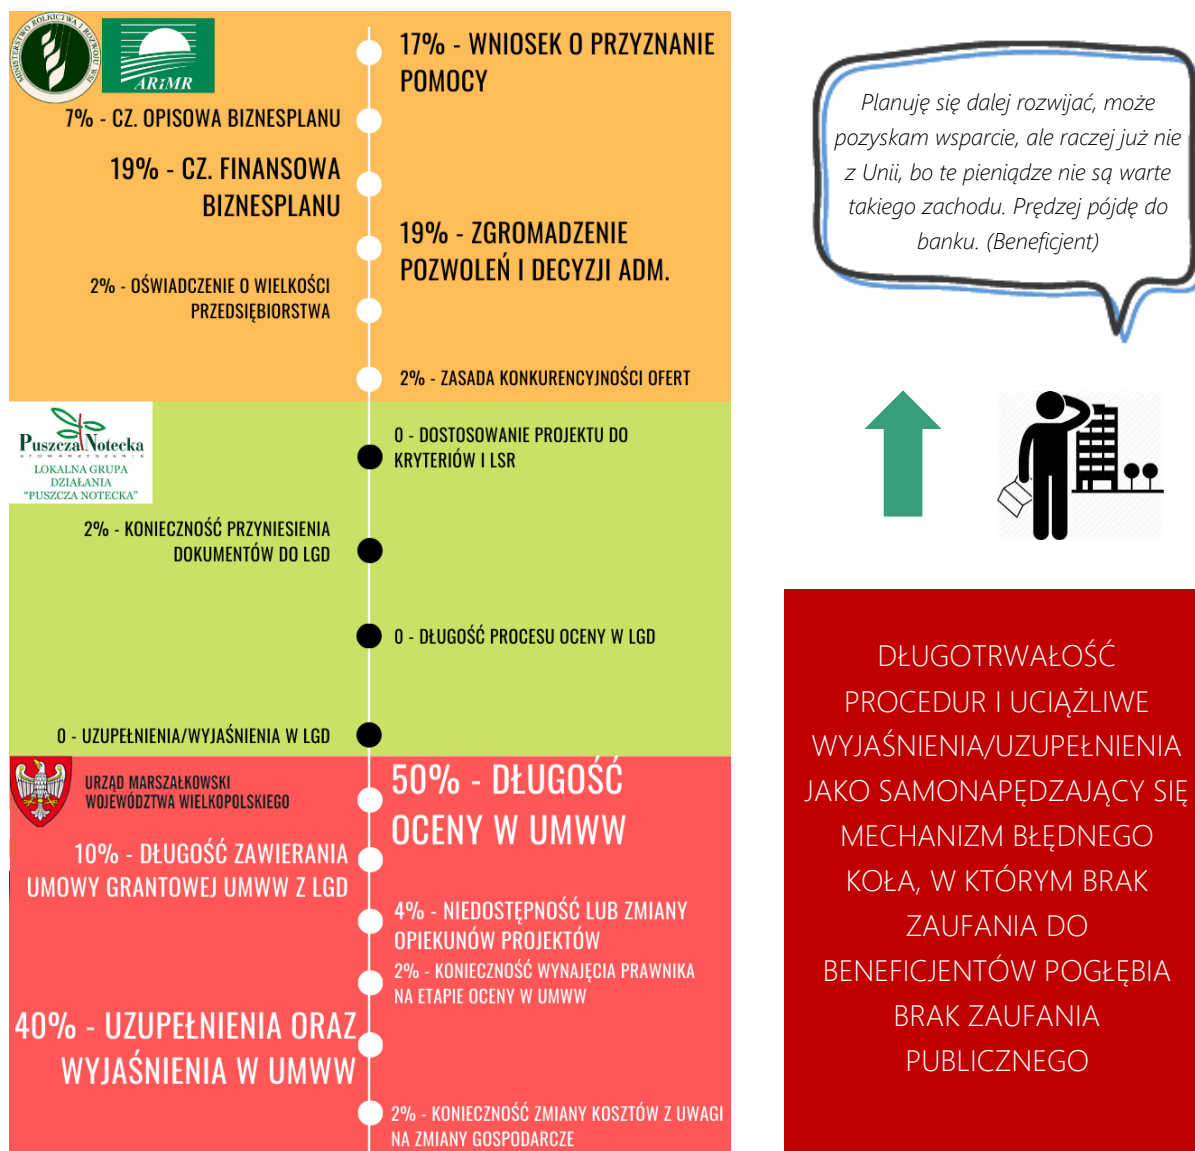 MINISTERSTWO ROLNICTWA I ROZWOJU WSI
ARiMR
17% - WNIOSEK O PRZYZNANIE
POMOCY
7% - CZ. OPISOWA BIZNESPLANU
19% - CZ. FINANSOWA
BIZNESPLANU
19% - ZGROMADZENIE
POZWOLEŃ I DECYZJI ADM.
2% - OŚWIADCZENIE O WIELKOŚCI
PRZEDSIĘBIORSTWA
2% - ZASADA KONKURENCYJNOŚCI OFERT
Puszcza Notecka
STOWARZYSZENIE
LOKALNA GRUPA
DZIAŁANIA
"PUSZCZA NOTECKA"
0 - DOSTOSOWANIE PROJEKTU DO
KRYTERIÓW I LSR
2% - KONIECZNOŚĆ PRZYNIESIENIA
DOKUMENTÓW DO LGD
0 - DŁUGOŚĆ PROCESU OCENY W LGD
0 - UZUPEŁNIENIA/WYJAŚNIENIA W LGD
URZĄD MARSZAŁKOWSKI
WOJEWÓDZTWA WIELKOPOLSKIEGO
50% - DŁUGOŚĆ
OCENY W UMWW
10% - DŁUGOŚĆ ZAWIERANIA
UMOWY GRANTOWEJ UMWW Z LGD
4% - NIEDOSTĘPNOŚĆ LUB ZMIANY
OPIEKUNÓW PROJEKTÓW
2% - KONIECZNOŚĆ WYNAJĘCIA PRAWNIKA
NA ETAPIE OCENY W UMWW
40% - UZUPEŁNIENIA ORAZ
WYJAŚNIENIA W UMWW
2% - KONIECZNOŚĆ ZMIANY KOSZTÓW Z UWAGI
NA ZMIANY GOSPODARCZE
Planuję się dalej rozwijać, może
pozyskam wsparcie, ale raczej już nie
z Unii, bo te pieniądze nie są warte
takiego zachodu. Prędzej pójdę do
banku. (Beneficjent)
DŁUGOTRWAŁOŚĆ
PROCEDUR I UCIĄŻLIWE
WYJAŚNIENIA/UZUPEŁNIENIA
JAKO SAMONAPĘDZAJĄCY SIĘ
MECHANIZM BŁĘDNEGO
KOŁA, W KTÓRYM BRAK
ZAUFANIA DO
BENEFICJENTÓW POGŁĘBIA
BRAK ZAUFANIA
PUBLICZNEGO